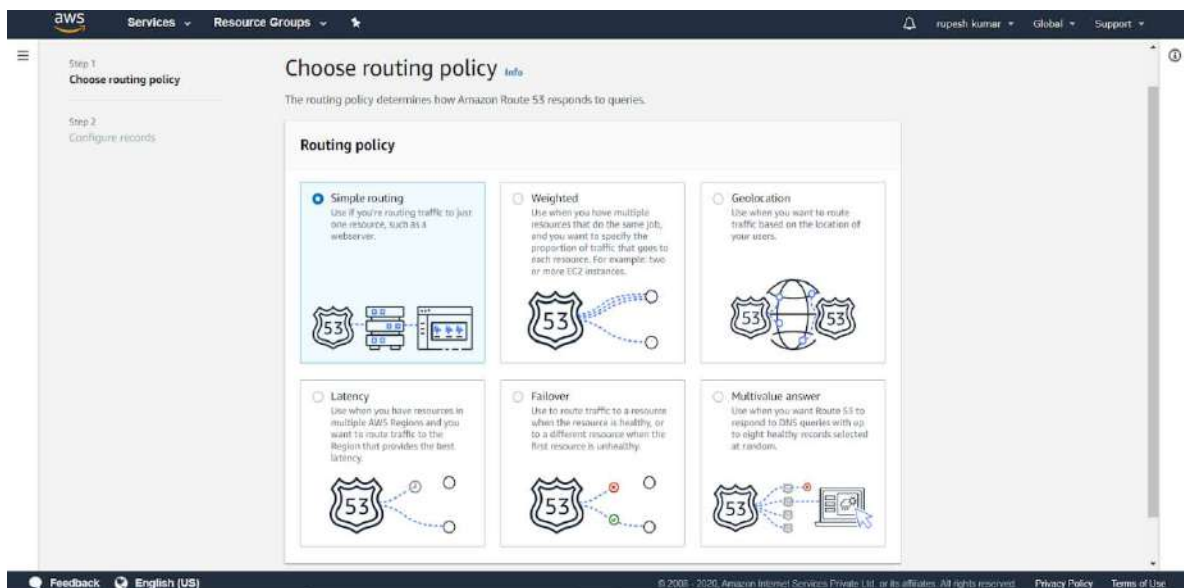 aws Services Resource Groups rupesh kumar Global Support
Step 1
Choose routing policy
Step 2
Configure records
Choose routing policy Info
The routing policy determines how Amazon Route 53 responds to queries.
Routing policy
Simple routing
Use if you're routing traffic to just
one resource, such as a
webserver.
53
Weighted
Use when you have multiple
resources that do the same job,
and you want to specify the
proportion of traffic that goes to
each resource. For example: two
or more EC2 instances.
53
Geolocation
Use when you want to route
traffic based on the location of
your users.
53 53
Latency
Use when you have resources in
multiple AWS Regions and you
want to route traffic to the
Region that provides the best
latency.
53
Failover
Use to route traffic to a resource
when the resource is healthy, or
to a different resource when the
first resource is unhealthy.
53
Multivalue answer
Use when you want Route 53 to
respond to DNS queries with up
to eight healthy records selected
at random.
53
Feedback English (US) © 2008 - 2020, Amazon Internet Services Private Ltd. or its affiliates. All rights reserved. Privacy Policy Terms of Use